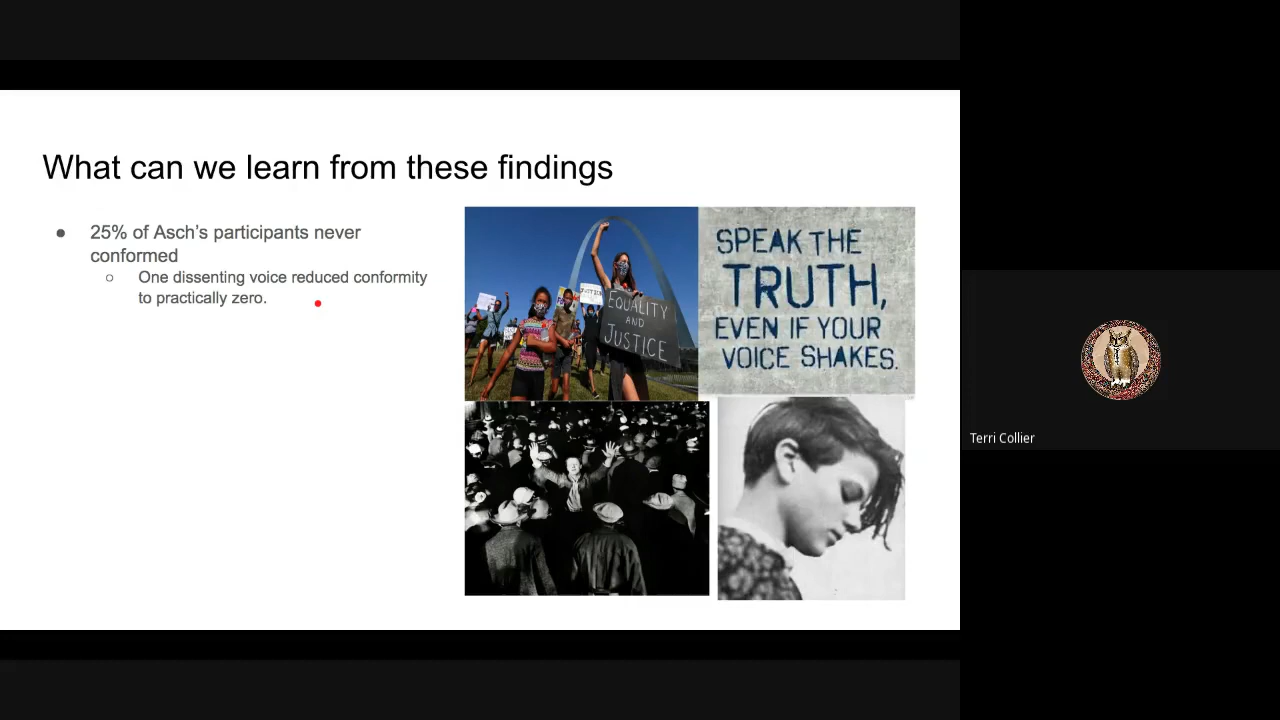 What can we learn from these findings
● 25% of Asch's participants never
conformed
○ One dissenting voice reduced conformity
to practically zero.
JUSTICE
EQUALITY
AND
JUSTICE
SPEAK THE
TRUTH,
EVEN IF YOUR
VOICE SHAKES.
Terri Collier